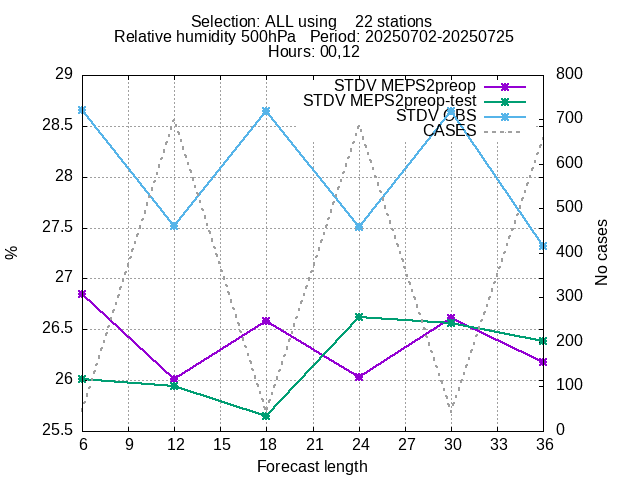 Selection: ALL using    22 stations
Relative humidity 500hPa   Period: 20250702-20250725
Hours: 00,12
STDV MEPS2preop
STDV MEPS2preop-test
STDV OBS
CASES
29
28.5
28
27.5
27
26.5
26
25.5
%
800
700
600
500
400
300
200
100
0
No cases
6 9 12 15 18 21 24 27 30 33 36
Forecast length